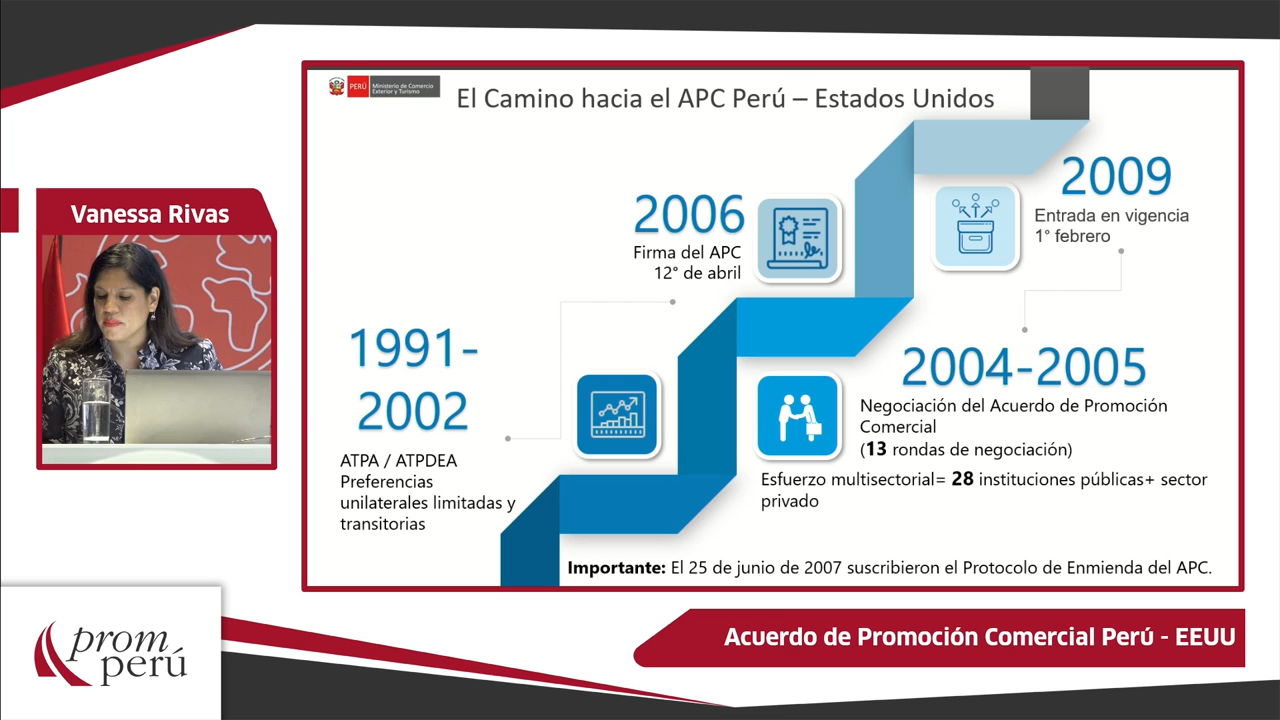 PERÚ
Ministerio de Comercio
Exterior y Turismo
El Camino hacia el APC Perú – Estados Unidos
Vanessa Rivas
1991-
2002
ATPA / ATPDEA
Preferencias
unilaterales limitadas y
transitorias
2004-2005
Negociación del Acuerdo de Promoción
Comercial
(13 rondas de negociación)
Esfuerzo multisectorial= 28 instituciones públicas+ sector
privado
2006
Firma del APC
12° de abril
2009
Entrada en vigencia
1° febrero
Importante: El 25 de junio de 2007 suscribieron el Protocolo de Enmienda del APC.
Acuerdo de Promoción Comercial Perú - EEUU
prom
perú